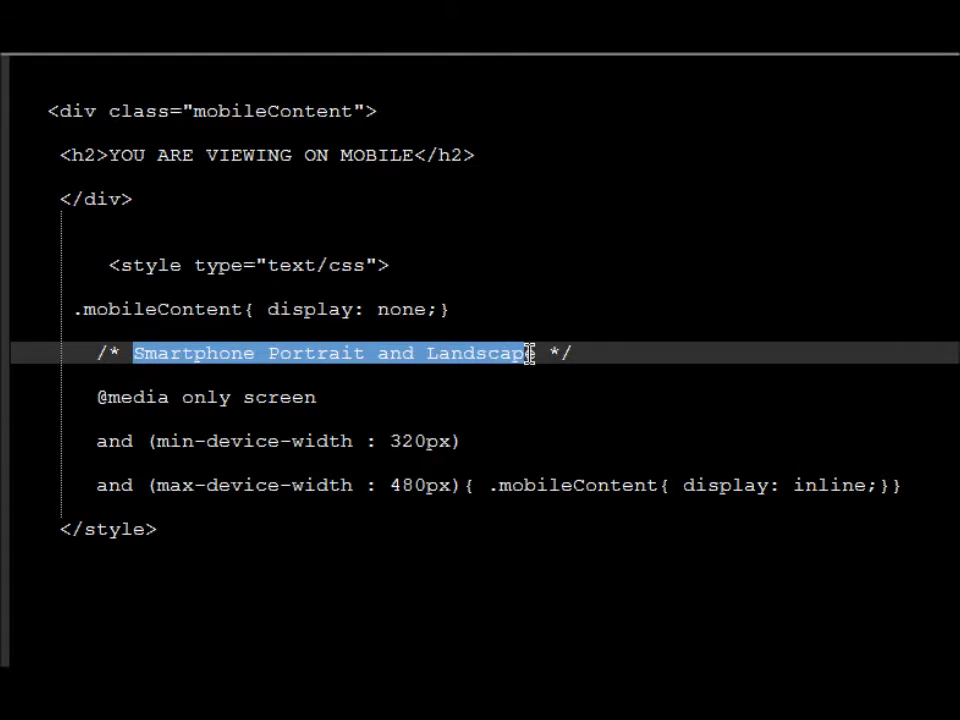 <div class="mobileContent">
<h2>YOU ARE VIEWING ON MOBILE</h2>
</div>
<style type="text/css">
.mobileContent{ display: none;}
/* Smartphone Portrait and Landscape */
@media only screen
and (min-device-width : 320px)
and (max-device-width : 480px){ .mobileContent{ display: inline;}}
</style>